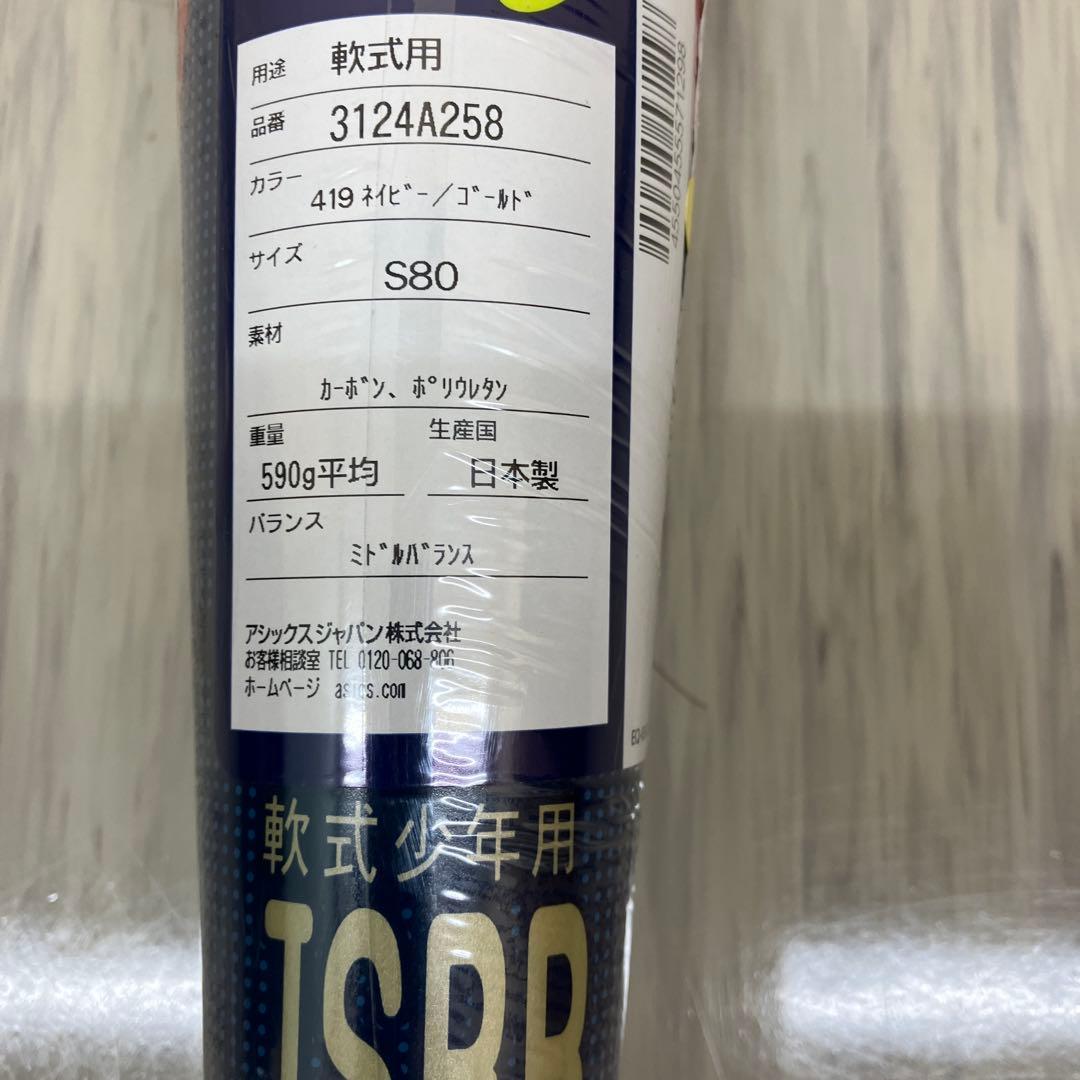 用途 軟式用
品番 3124A258
カラー 419 ﾈｲﾋﾞｰ／ｺﾞｰﾙﾄﾞ
サイズ S80
素材
ｶｰﾎﾞﾝ、ﾎﾟﾘｳﾚﾀﾝ
重量 生産国
590g平均 日本製
バランス
ﾐﾄﾞﾙﾊﾞﾗﾝｽ
アシックスジャパン株式会社
お客様相談室 TEL 0120-068-806
ホームページ asics.com
4550455571298
軟式少年用
JSBB